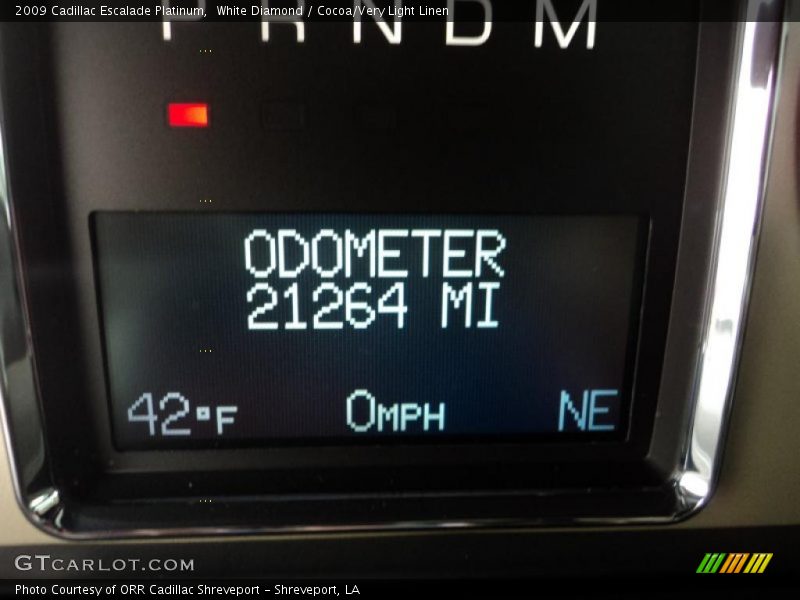 2009 Cadillac Escalade Platinum,  White Diamond / Cocoa/Very Light Linen
P R N D M
ODOMETER
21264 MI
42°F 0MPH NE
GTCARLOT.COM
Photo Courtesy of ORR Cadillac Shreveport - Shreveport, LA